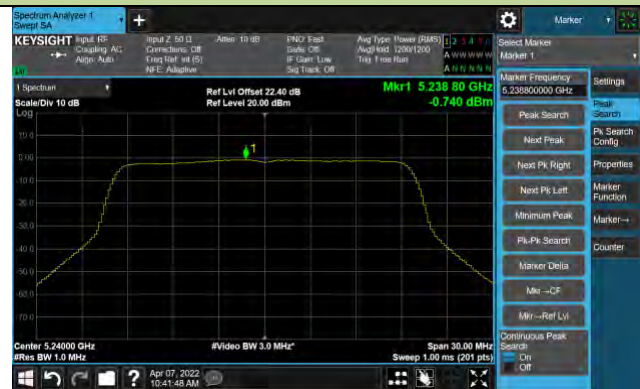 Spectrum Analyzer 1
Swept SA
Marker
KEYSIGHT
Input: RF
Coupling: AC
Align: Auto
Input Z: 50 Ω
Corrections: Off
Freq Ref: Int (S)
NFE: Adaptive
Atten: 10 dB
PNO: Fast
Gate: Off
IF Gain: Low
Sig Track: Off
Avg Type: Power (RMS)
Avg|Hold: 1200/1200
Trig: Free Run
1 2 3 4 5 6
A W W W W W
A N N N N N
Select Marker
Marker 1
1 Spectrum
Scale/Div 10 dB
Log
Ref Lvl Offset 22.40 dB
Ref Level 20.00 dBm
Mkr1 5.238 80 GHz
-0.740 dBm
Marker Frequency
5.238800000 GHz
Peak Search
Next Peak
Next Pk Right
Next Pk Left
Minimum Peak
Pk-Pk Search
Marker Delta
Mkr→CF
Mkr→Ref Lvl
Continuous Peak
Search
On
Off
Settings
Peak
Search
Pk Search
Config
Properties
Marker
Function
Marker→
Counter
10.0
0.00
-10.0
-20.0
-30.0
-40.0
-50.0
-60.0
-70.0
1
Center 5.24000 GHz
#Res BW 1.0 MHz
#Video BW 3.0 MHz*
Span 30.00 MHz
Sweep 1.00 ms (201 pts)
Apr 07, 2022
10:41:48 AM